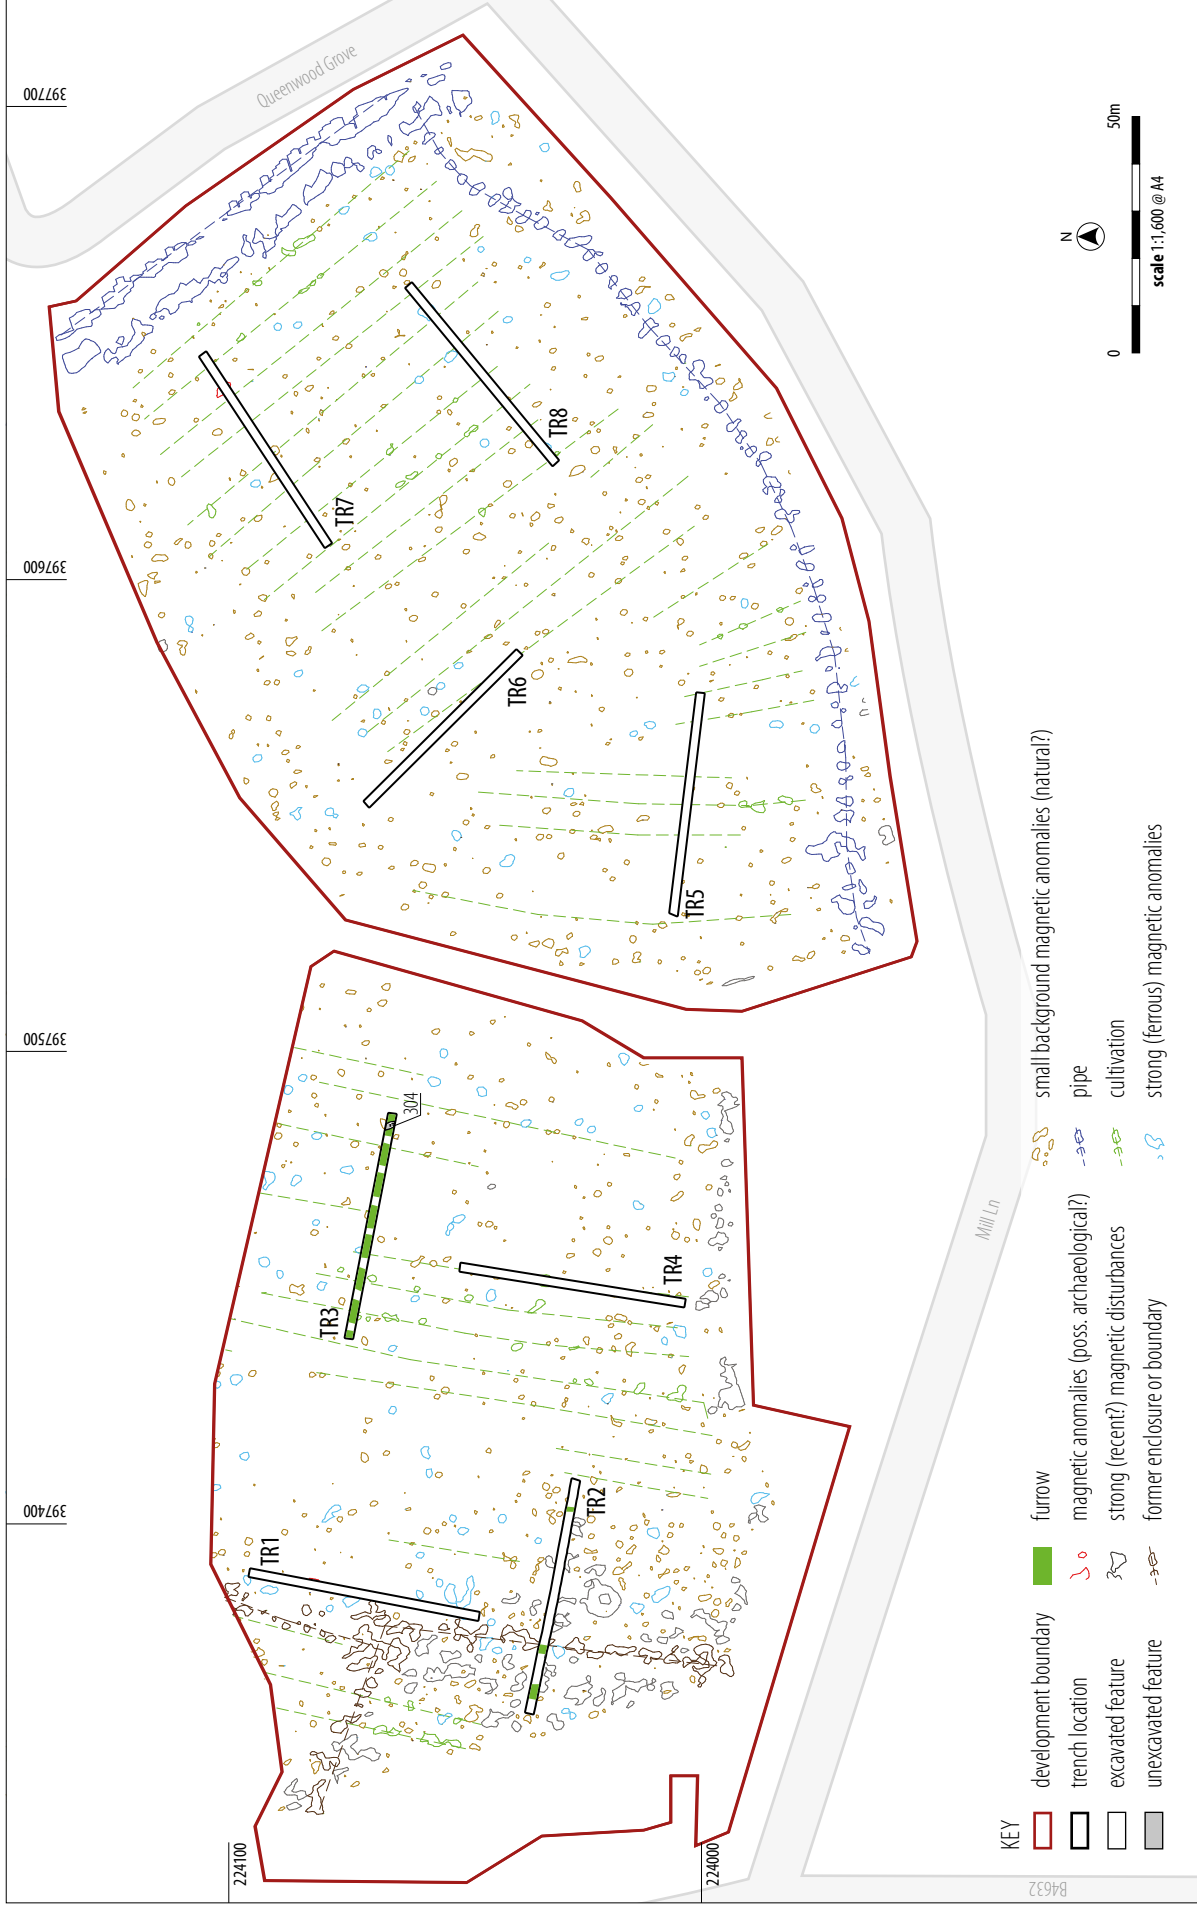 397400
397500
397600
397700
224100
224000
Queenwood Grove
Mill Ln
B4632
TR1
TR2
TR3
304
TR4
TR5
TR6
TR7
TR8
N
0 50m
scale 1:1,600 @ A4
KEY
development boundary
trench location
excavated feature
unexcavated feature
furrow
magnetic anomalies (poss. archaeological?)
strong (recent?) magnetic disturbances
former enclosure or boundary
small background magnetic anomalies (natural?)
pipe
cultivation
strong (ferrous) magnetic anomalies